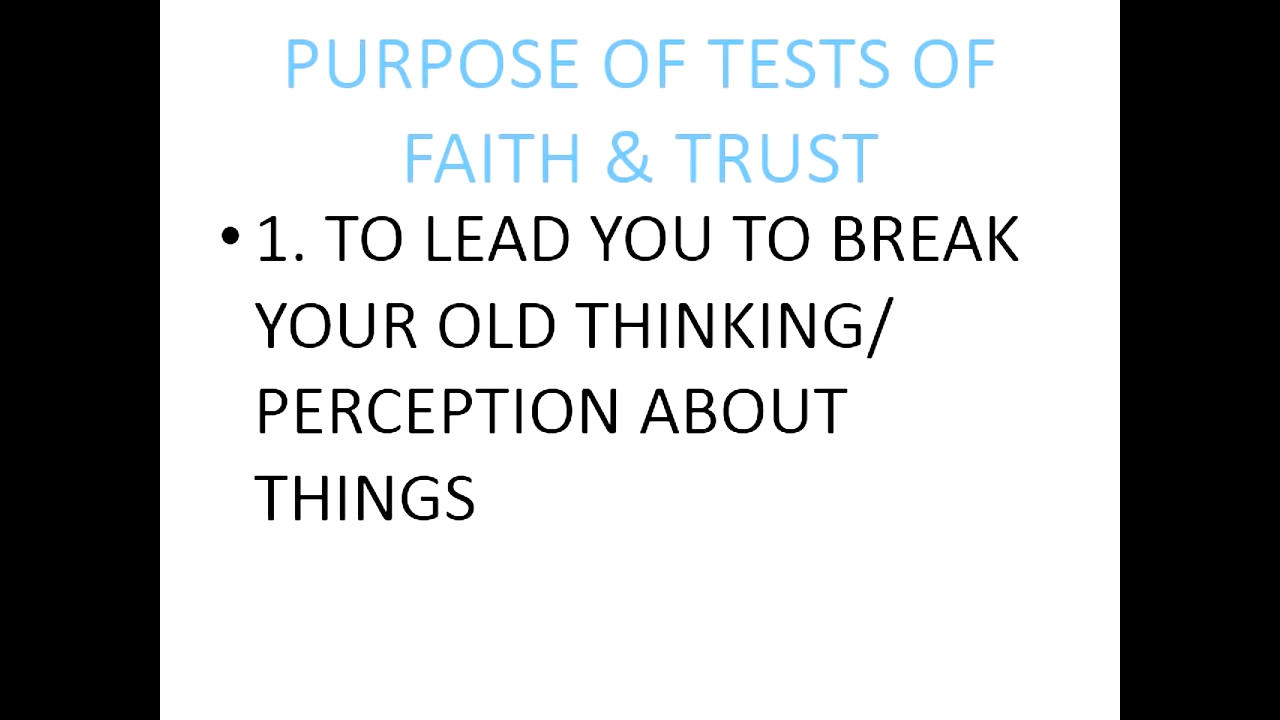 PURPOSE OF TESTS OF
FAITH & TRUST
• 1. TO LEAD YOU TO BREAK
YOUR OLD THINKING/
PERCEPTION ABOUT
THINGS